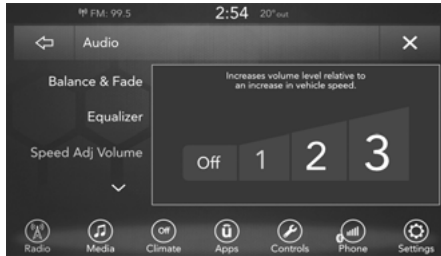 FM: 99.5
2:54
20°out
Audio
Balance & Fade
Equalizer
Speed Adj Volume
Increases volume level relative to
an increase in vehicle speed.
Off 1 2 3
Radio
Media
Off
Climate
ū
Apps
Controls
Phone
Settings